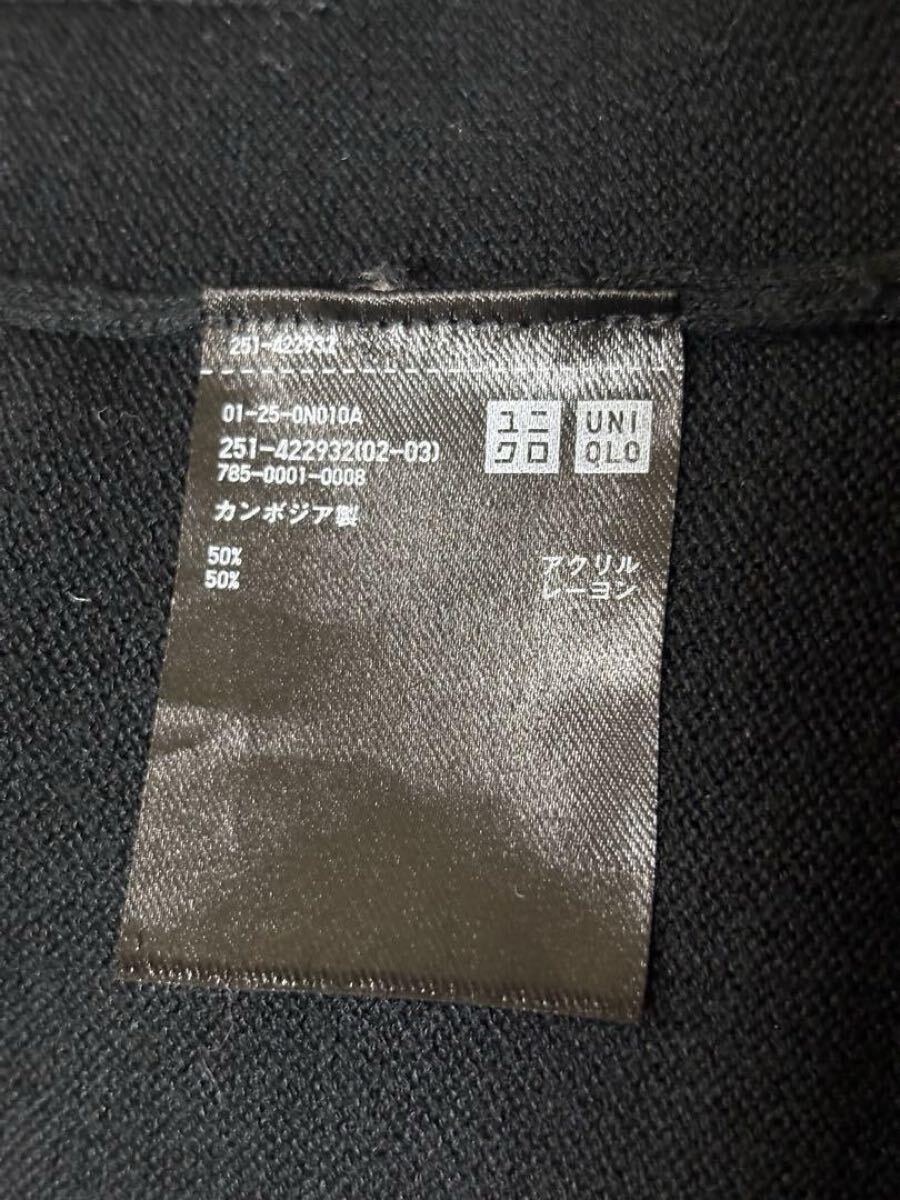 251-422932
01-25-0N010A
251-422932(02-03)
785-0001-0008
カンボジア製
ユニ
クロ
UNI
QLO
50% アクリル
50% レーヨン